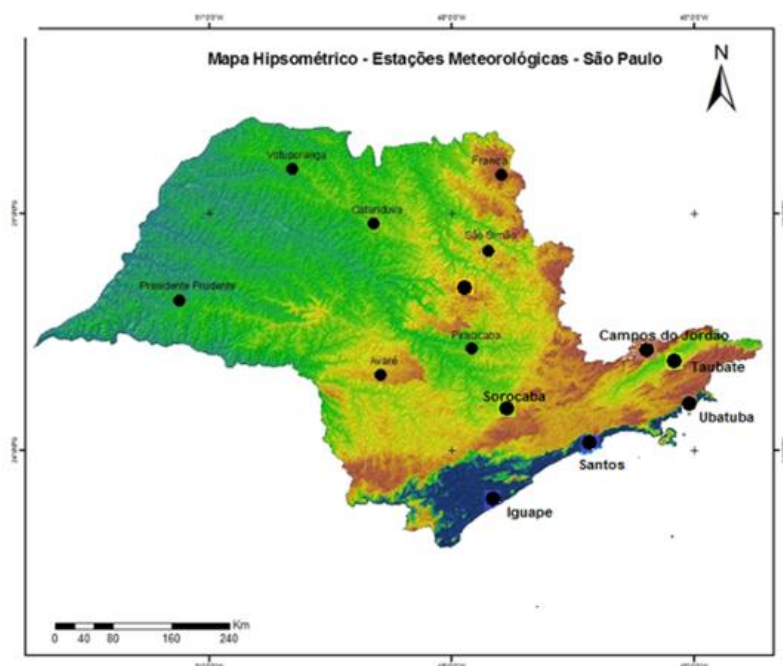 Mapa Hipsométrico - Estações Meteorológicas - São Paulo
N
Votuporanga
Franca
Catanduva
São Simão
Presidente Prudente
Campos do Jordão
Piracicaba
Taubate
Avaré
Sorocaba
Ubatuba
Santos
Iguape
Km
0 40 80 160 240